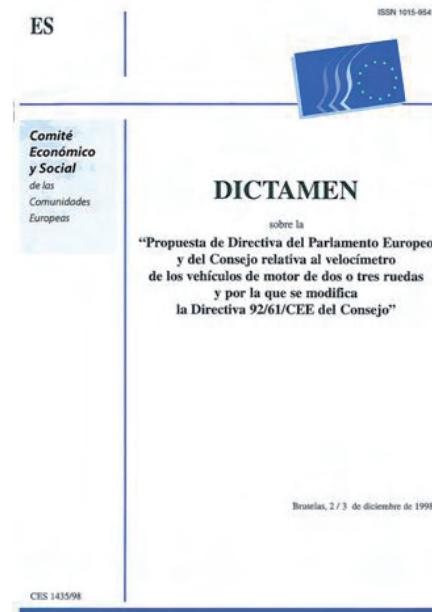 ES
ISSN 1015-954
Comité
Económico
y Social
de las
Comunidades
Europeas
DICTAMEN
sobre la
“Propuesta de Directiva del Parlamento Europeo
y del Consejo relativa al velocímetro
de los vehículos de motor de dos o tres ruedas
y por la que se modifica
la Directiva 92/61/CEE del Consejo”
Bruselas, 2 / 3 de diciembre de 1998
CES 1435/98